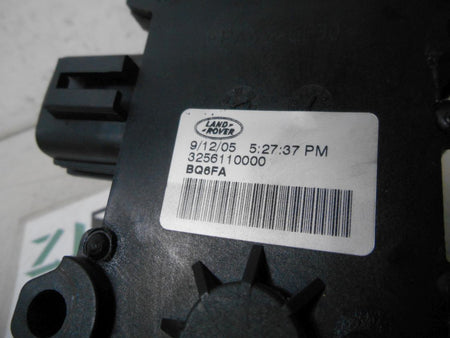 LAND
ROVER
9/12/05 5:27:37 PM
3256110000
BQ6FA